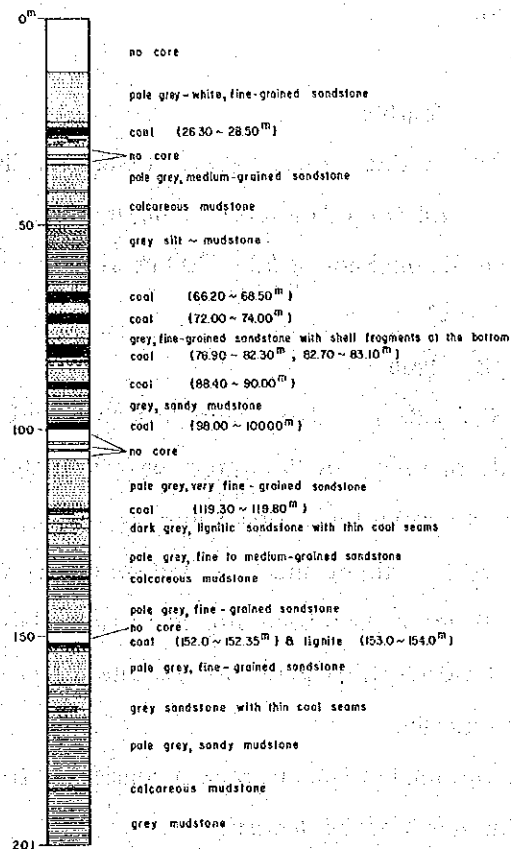 0m
no core
pale grey-white, fine-grained sandstone
coal (26.30 ~ 28.50m)
no core
pale grey, medium-grained sandstone
calcareous mudstone
50
grey silt ~ mudstone
coal (66.20 ~ 68.50m)
coal (72.00 ~ 74.00m)
grey, fine-grained sandstone with shell fragments at the bottom
coal (78.90 ~ 82.30m, 82.70 ~ 83.10m)
coal (88.40 ~ 90.00m)
grey, sandy mudstone
coal (98.00 ~ 100.00m)
100
no core
pale grey, very fine-grained sandstone
coal (119.30 ~ 119.80m)
dark grey, lignitic sandstone with thin coal seams
pale grey, fine to medium-grained sandstone
calcareous mudstone
pale grey, fine-grained sandstone
no core
150
coal (152.0 ~ 152.35m) & lignite (153.0 ~ 154.0m)
pale grey, fine-grained sandstone
grey sandstone with thin coal seams
pale grey, sandy mudstone
calcareous mudstone
grey mudstone
201